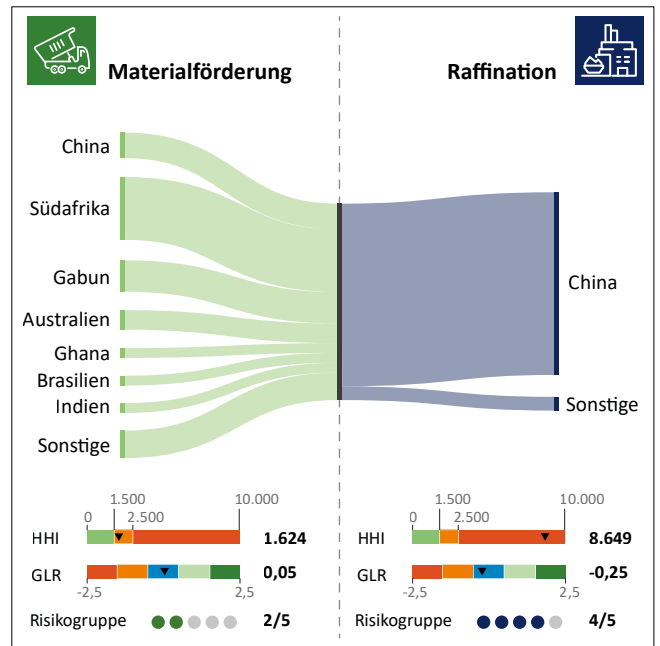 Materialförderung
China
Südafrika
Gabun
Australien
Ghana
Brasilien
Indien
Sonstige
1.500 10.000
0 2.500
HHI 1.624
GLR 0,05
-2,5 2,5
Risikogruppe 2/5
Raffination
China
Sonstige
1.500 10.000
0 2.500
HHI 8.649
GLR -0,25
-2,5 2,5
Risikogruppe 4/5